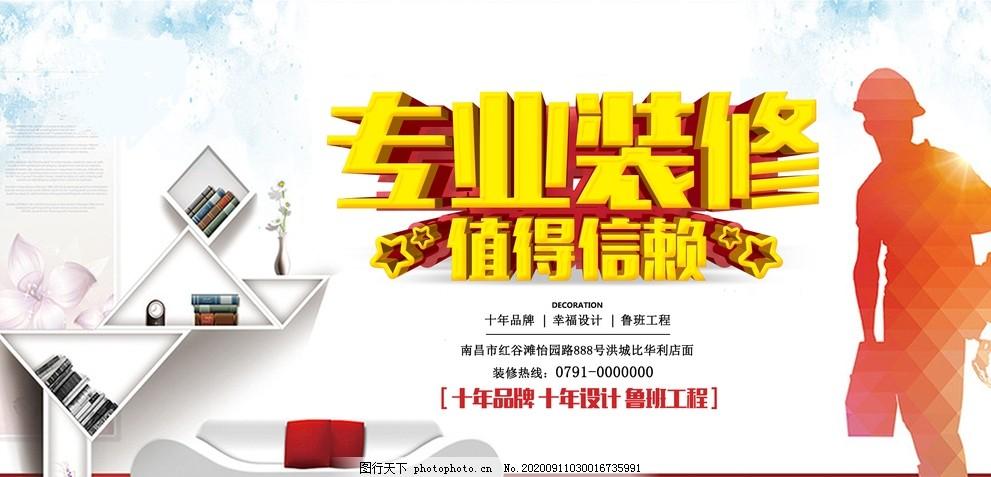 专业装修
值得信赖
DECORATION
十年品牌 | 幸福设计 | 鲁班工程
南昌市红谷滩怡园路888号洪城比华利店面
装修热线：0791-0000000
[ 十年品牌 十年设计 鲁班工程 ]
图行天下 photophoto.cn No.20200911030016735991